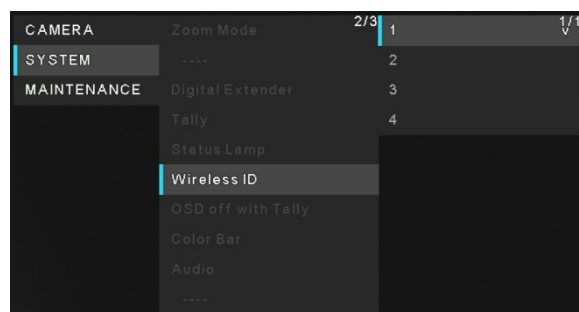 CAMERA
SYSTEM
MAINTENANCE
2/3
Zoom Mode
----
Digital Extender
Tally
Status Lamp
Wireless ID
OSD off with Tally
Color Bar
Audio
----
1/1
1
2
3
4